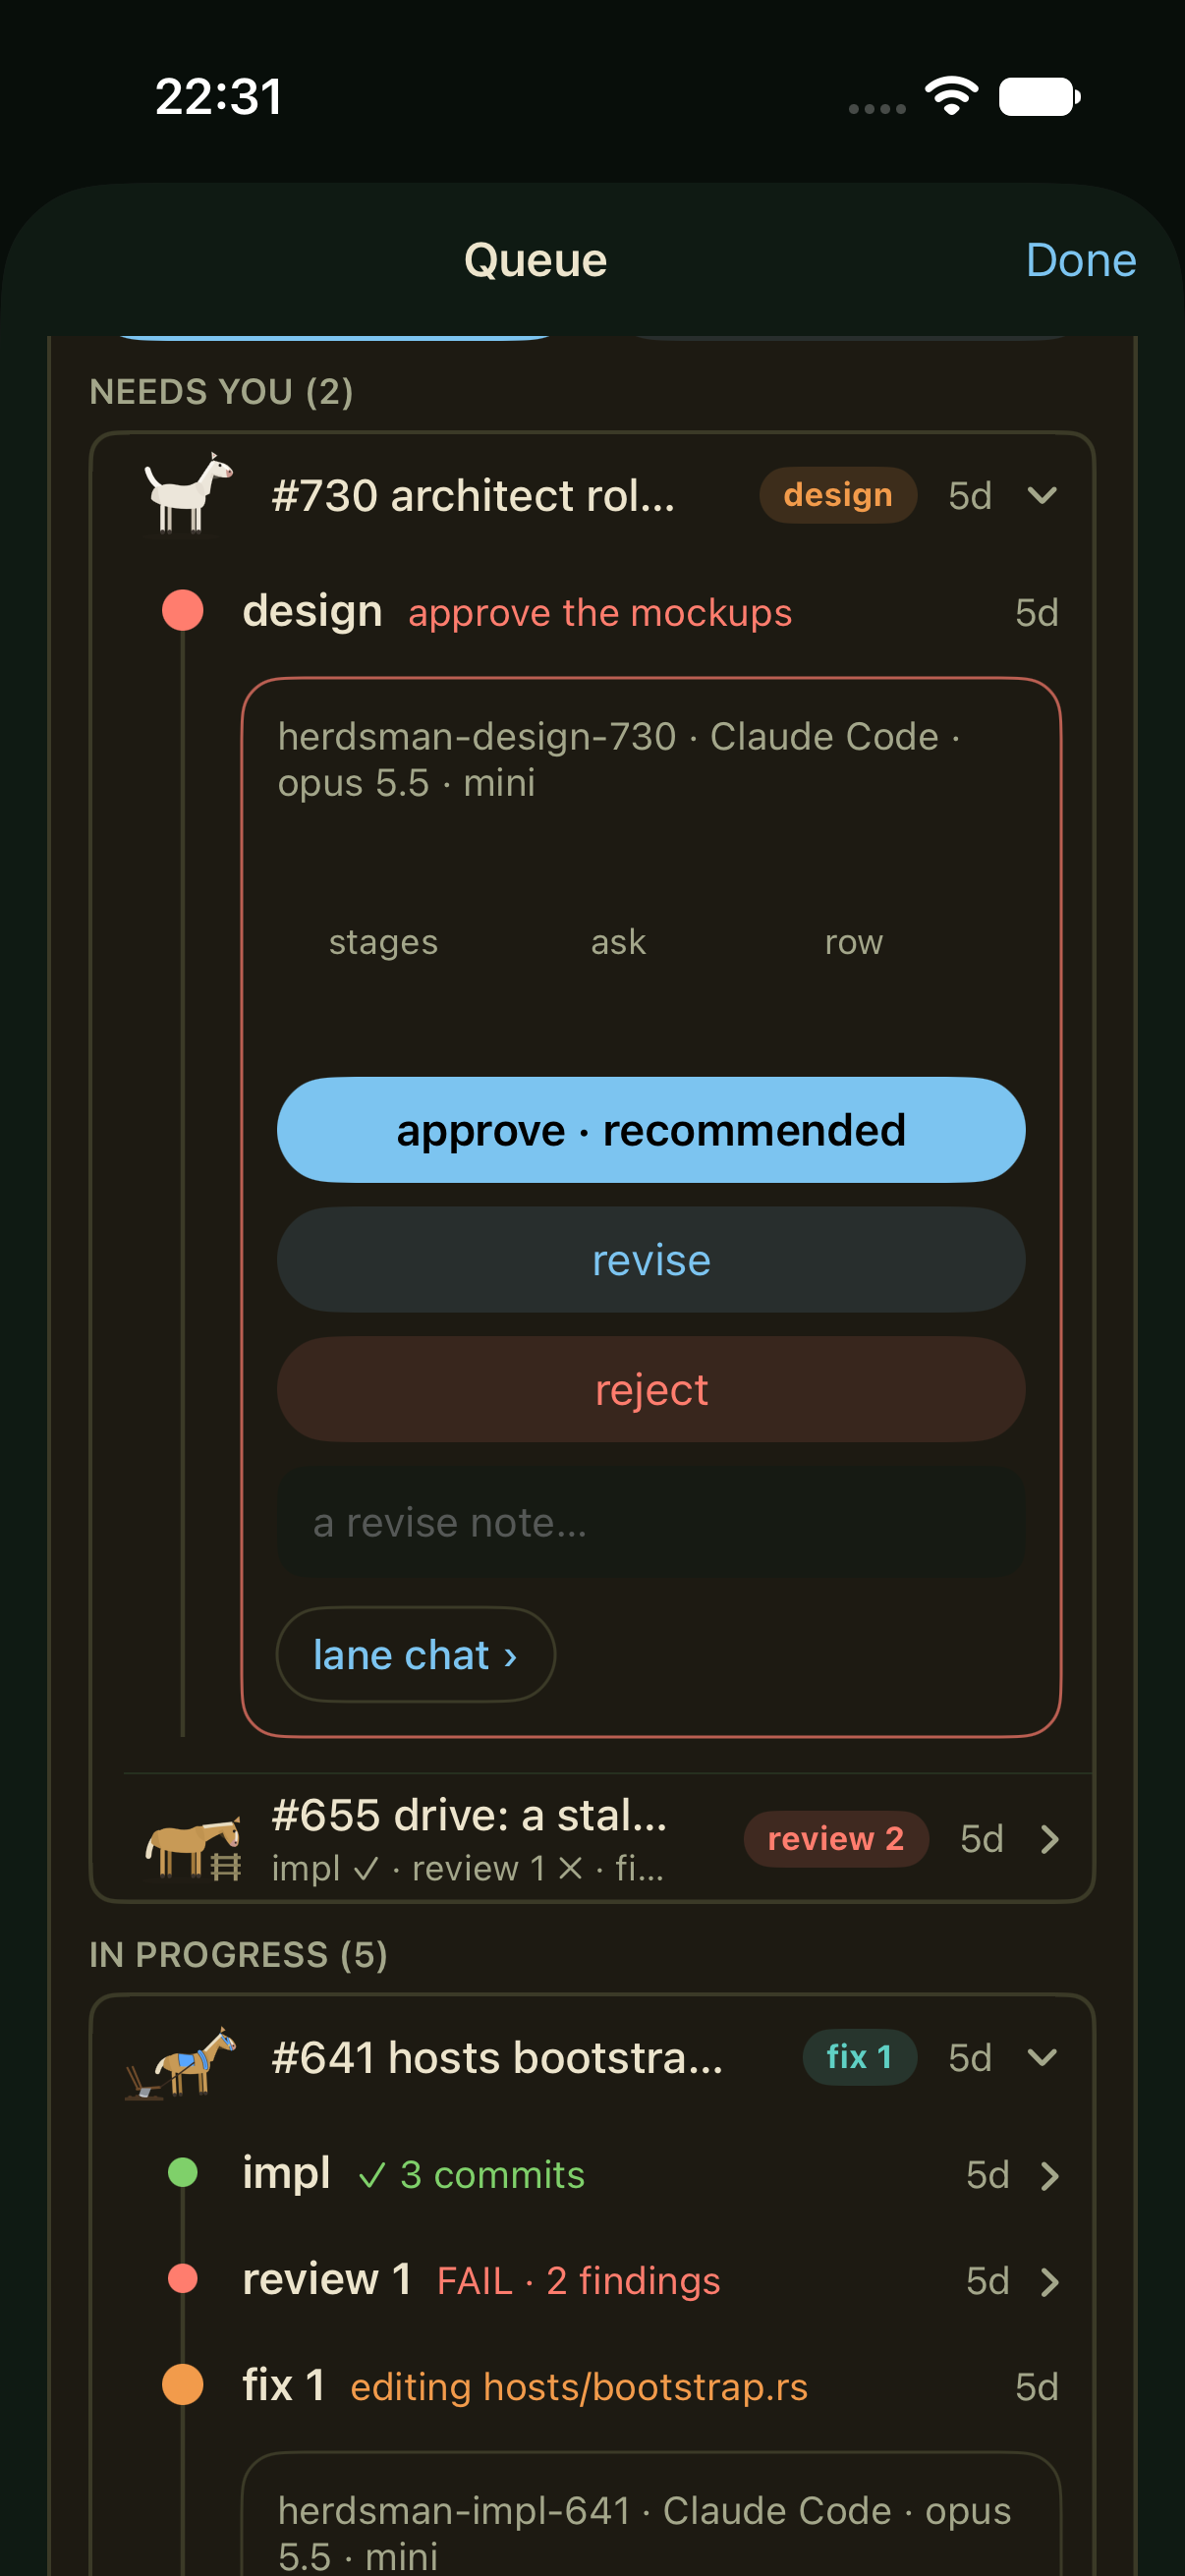 22:31
Queue
Done
NEEDS YOU (2)
#730 architect rol...
design
5d
design approve the mockups 5d
herdsman-design-730 · Claude Code ·
opus 5.5 · mini
stages ask row
approve · recommended
revise
reject
a revise note...
lane chat ›
#655 drive: a stal...
impl ✓ · review 1 ✕ · fi...
review 2
5d
IN PROGRESS (5)
#641 hosts bootstra...
fix 1
5d
impl ✓ 3 commits 5d
review 1 FAIL · 2 findings 5d
fix 1 editing hosts/bootstrap.rs 5d
herdsman-impl-641 · Claude Code · opus
5.5 · mini